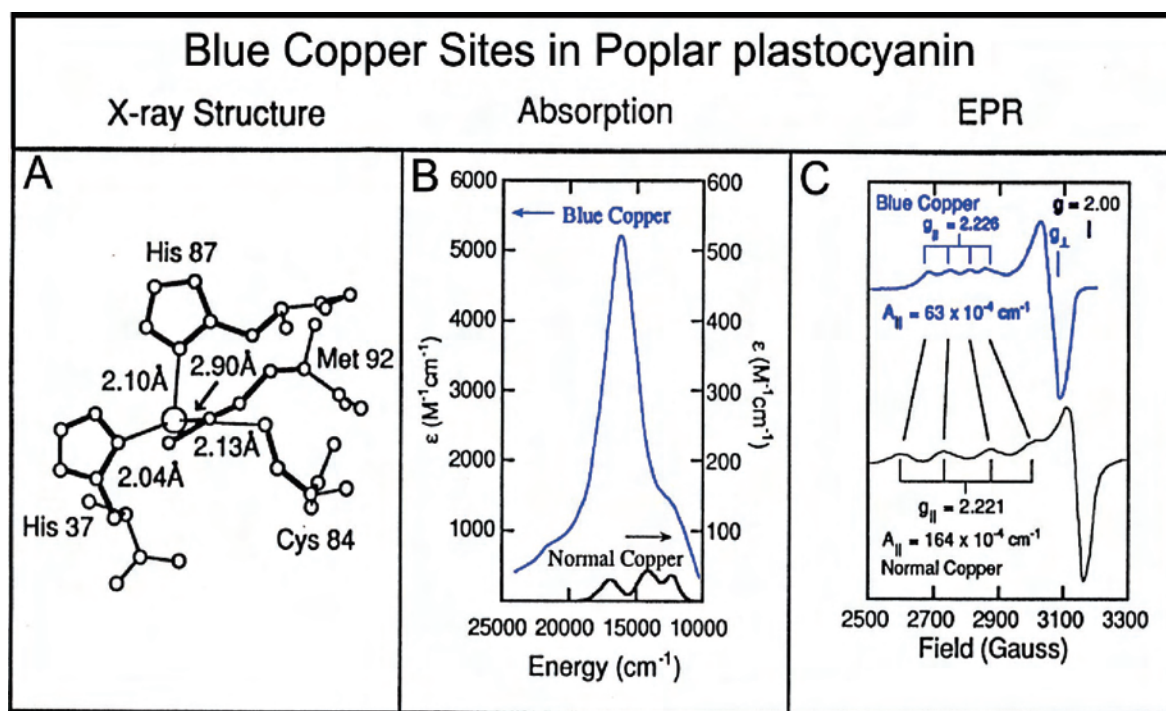 Blue Copper Sites in Poplar plastocyanin
X-ray Structure
Absorption
EPR
A
His 87
2.90Å
Met 92
2.10Å
2.13Å
2.04Å
His 37
Cys 84
B
6000
5000
4000
3000
2000
1000
ε (M⁻¹cm⁻¹)
600
500
400
300
200
100
ε (M⁻¹cm⁻¹)
Blue Copper
Normal Copper
25000 20000 15000 10000
Energy (cm⁻¹)
C
Blue Copper
g = 2.00
g∥ = 2.226
g⊥
A∥ = 63 x 10⁻⁴ cm⁻¹
g∥ = 2.221
A∥ = 164 x 10⁻⁴ cm⁻¹
Normal Copper
2500 2700 2900 3100 3300
Field (Gauss)